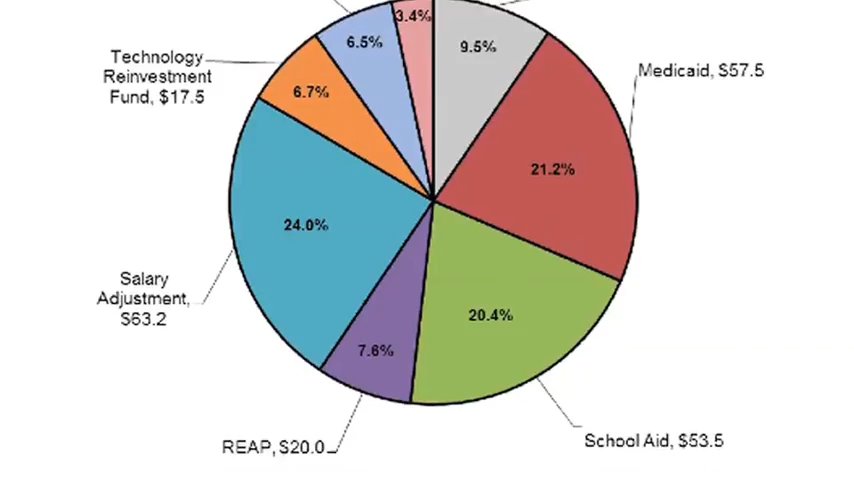 3.4%
6.5%
9.5%
Technology
Reinvestment
Fund, $17.5
Medicaid, $57.5
6.7%
21.2%
24.0%
Salary
Adjustment,
$63.2
20.4%
7.6%
REAP, $20.0
School Aid, $53.5